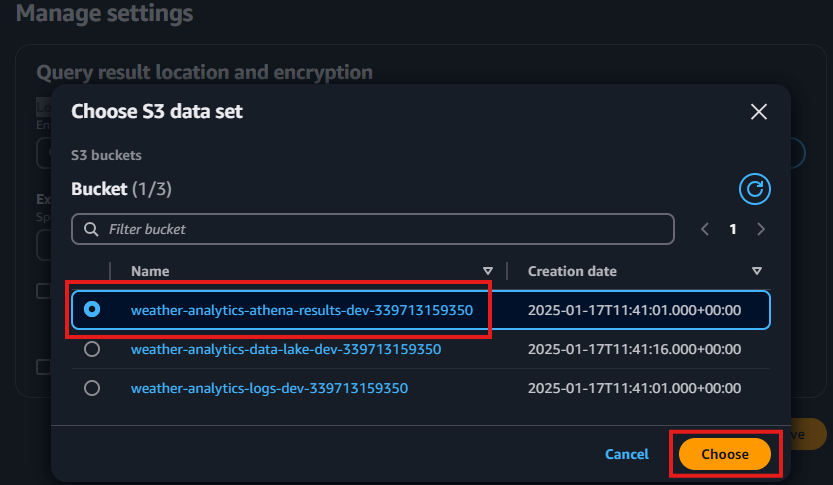 Manage settings
Query result location and encryption
Choose S3 data set
S3 buckets
Bucket (1/3)
Filter bucket
1
Name
Creation date
weather-analytics-athena-results-dev-339713159350
2025-01-17T11:41:01.000+00:00
weather-analytics-data-lake-dev-339713159350
2025-01-17T11:41:16.000+00:00
weather-analytics-logs-dev-339713159350
2025-01-17T11:41:01.000+00:00
Cancel
Choose